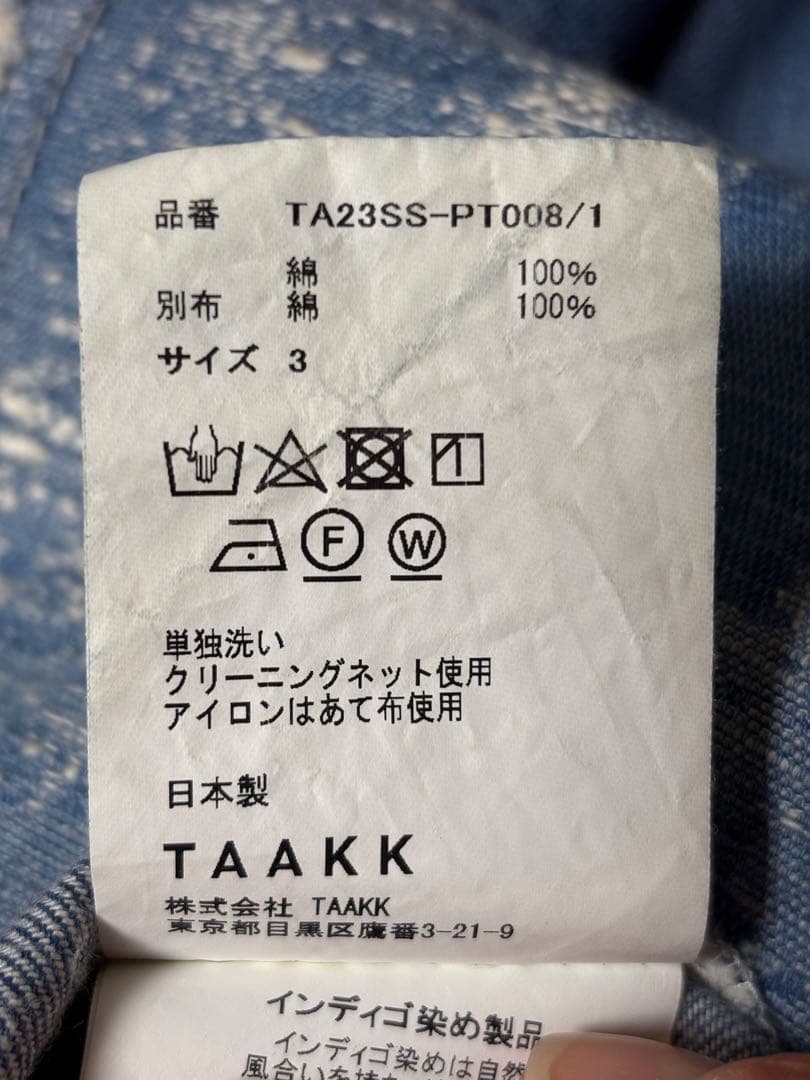 品番 TA23SS-PT008/1
綿 100%
別布 綿 100%
サイズ 3
F W
単独洗い
クリーニングネット使用
アイロンはあて布使用
日本製
TAAKK
株式会社 TAAKK
東京都目黒区鷹番3-21-9
インディゴ染め製品
インディゴ染めは自然
風合いを